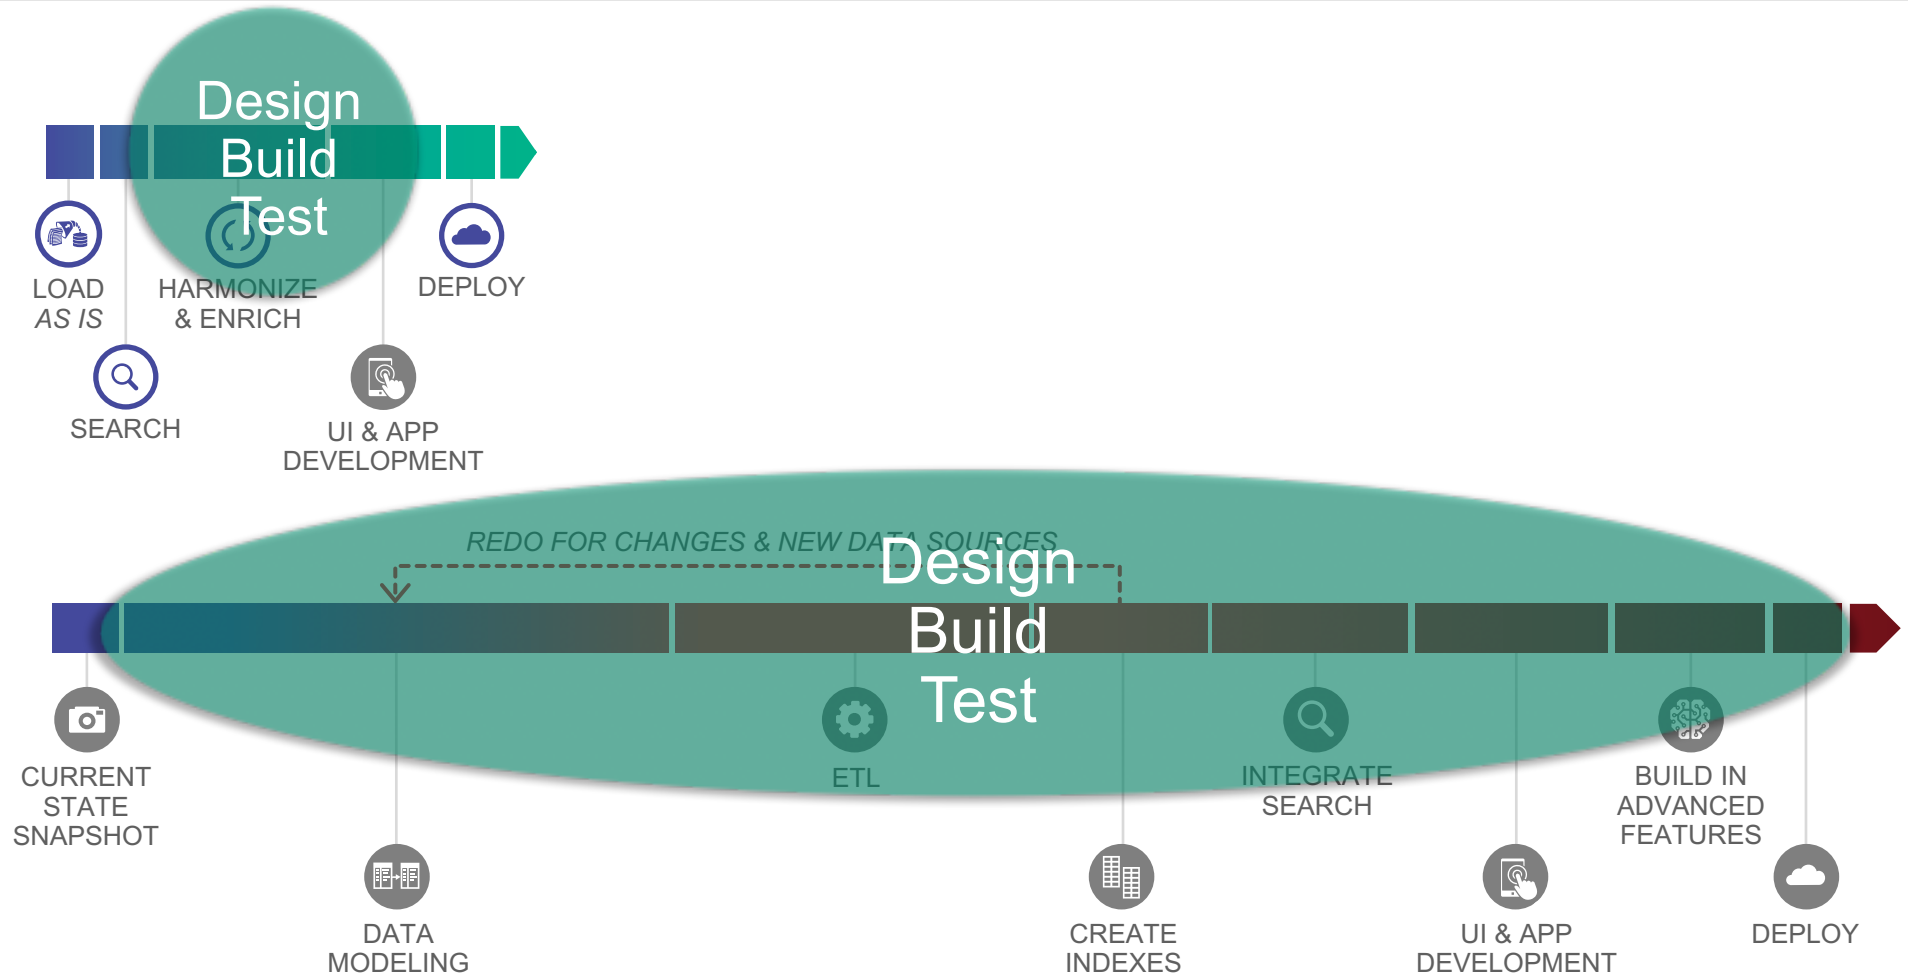 Design
Build
Test
LOAD
AS IS
HARMONIZE
& ENRICH
DEPLOY
SEARCH
UI & APP
DEVELOPMENT
REDO FOR CHANGES & NEW DATA SOURCES
Design
Build
Test
CURRENT
STATE
SNAPSHOT
ETL
INTEGRATE
SEARCH
BUILD IN
ADVANCED
FEATURES
DATA
MODELING
CREATE
INDEXES
UI & APP
DEVELOPMENT
DEPLOY